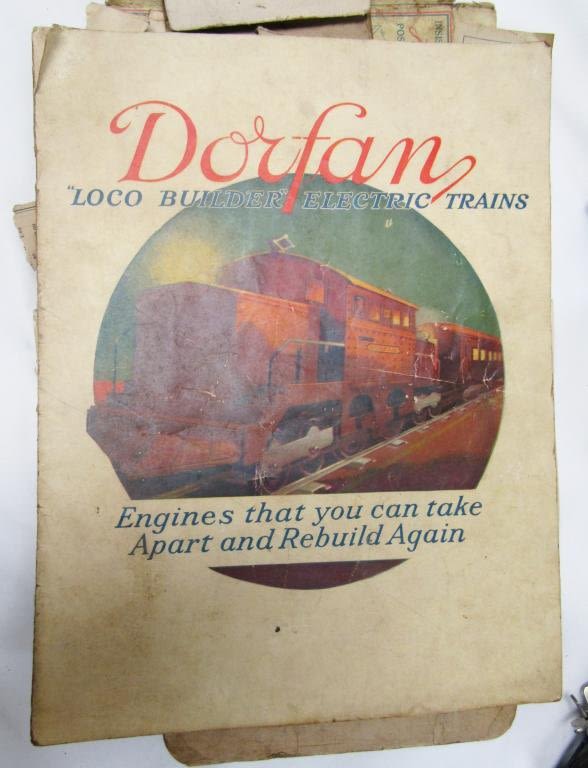 Dorfan
"LOCO BUILDER" ELECTRIC TRAINS
Engines that you can take
Apart and Rebuild Again